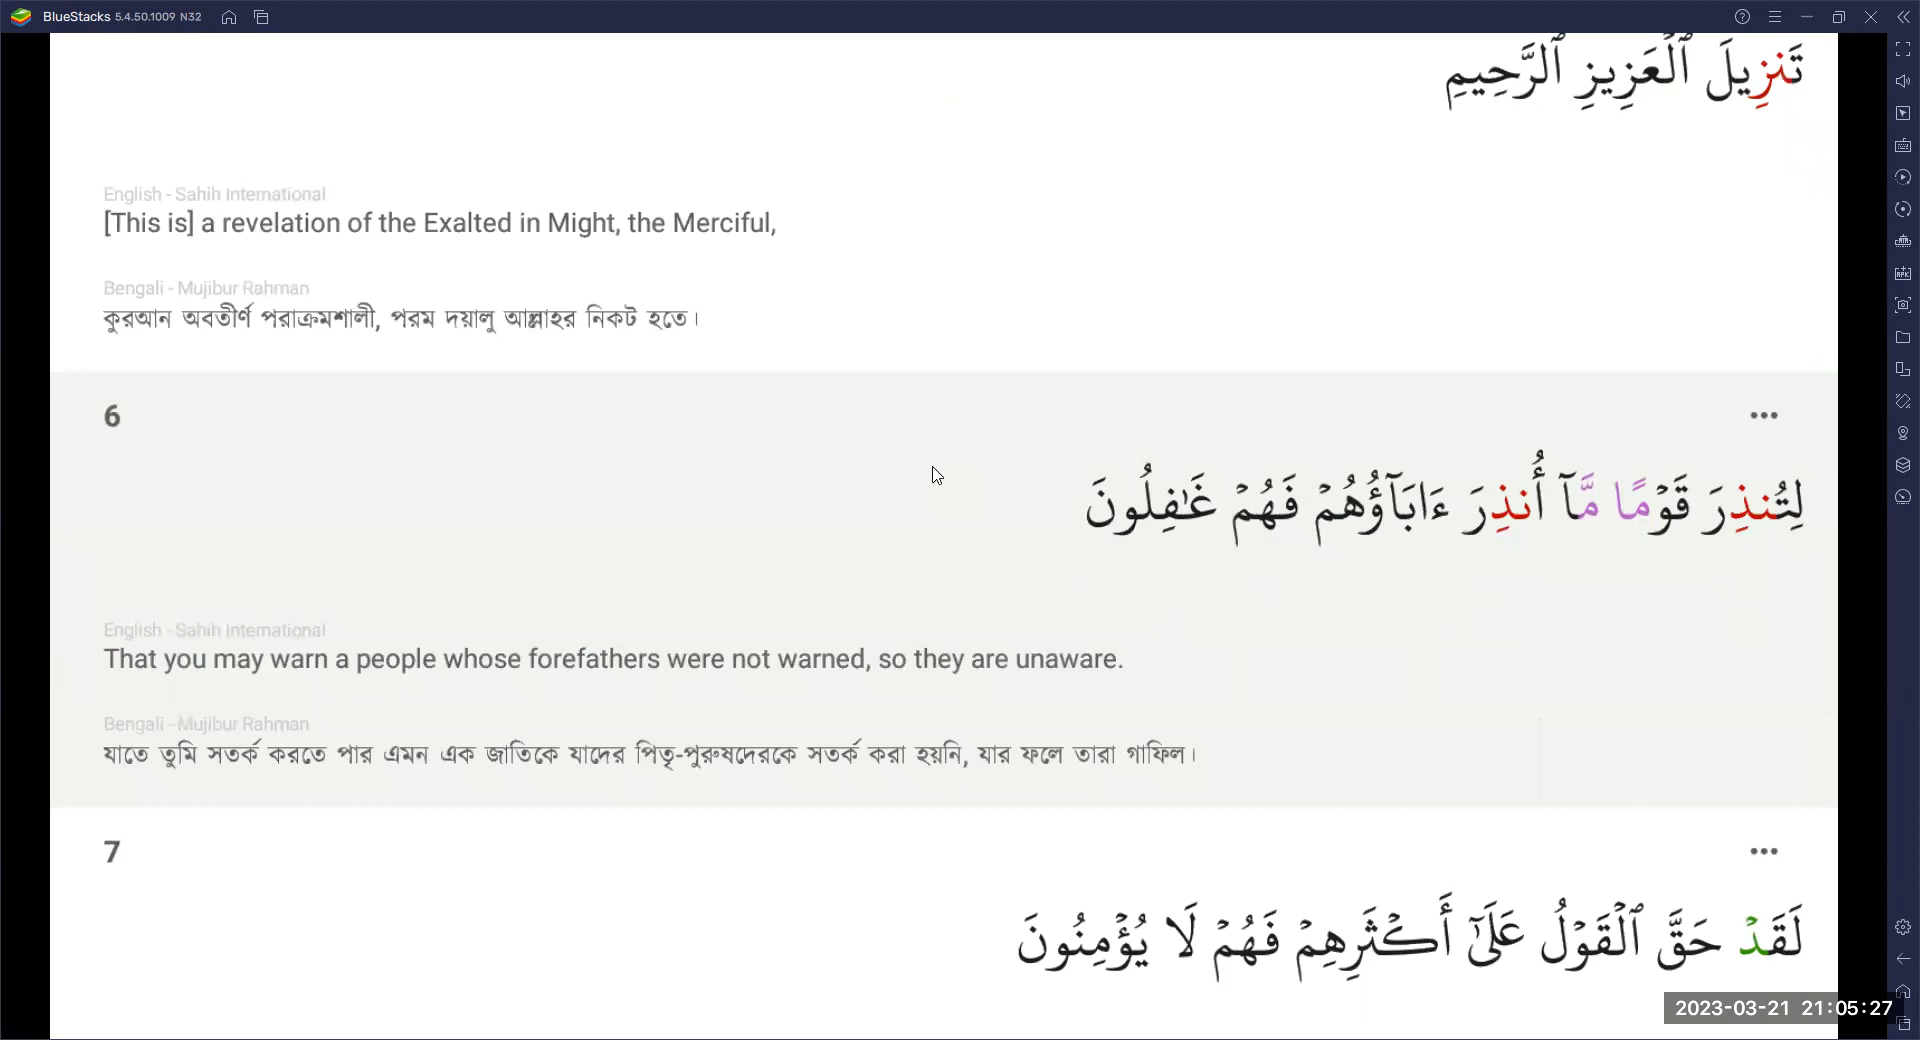 BlueStacks 5.4.50.1009 N32
تَنزِيلَ ٱلْعَزِيزِ ٱلرَّحِيمِ
English - Sahih International
[This is] a revelation of the Exalted in Might, the Merciful,
Bengali - Mujibur Rahman
কুরআন অবতীর্ণ পরাক্রমশালী, পরম দয়ালু আল্লাহর নিকট হতে।
6
لِتُنذِرَ قَوْمًا مَّآ أُنذِرَ ءَابَآؤُهُمْ فَهُمْ غَـٰفِلُونَ
English - Sahih International
That you may warn a people whose forefathers were not warned, so they are unaware.
Bengali - Mujibur Rahman
যাতে তুমি সতর্ক করতে পার এমন এক জাতিকে যাদের পিতৃ-পুরুষদেরকে সতর্ক করা হয়নি, যার ফলে তারা গাফিল।
7
لَقَدْ حَقَّ ٱلْقَوْلُ عَلَىٰٓ أَكْثَرِهِمْ فَهُمْ لَا يُؤْمِنُونَ
2023-03-21 21:05:27